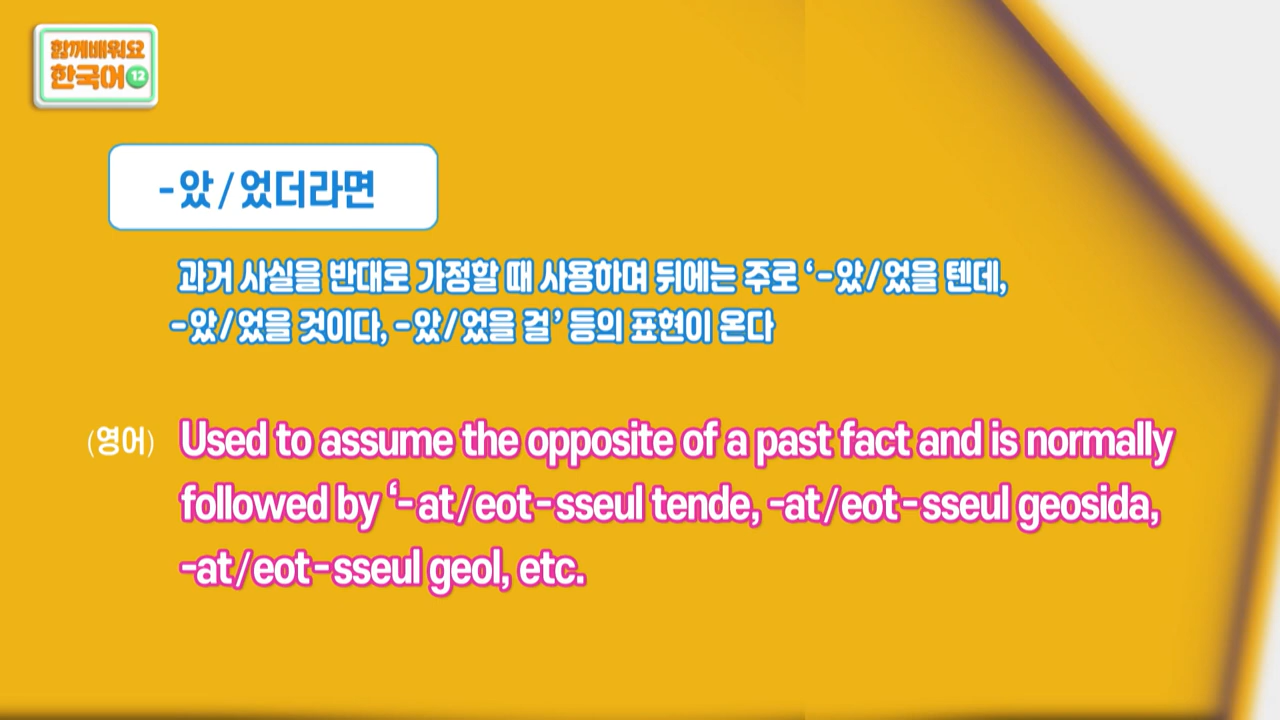 함께배워요
한국어 12
-았/었더라면
과거 사실을 반대로 가정할 때 사용하며 뒤에는 주로 ‘-았/었을 텐데,
-았/었을 것이다, -았/었을 걸’ 등의 표현이 온다
(영어) Used to assume the opposite of a past fact and is normally
followed by ‘-at/eot-sseul tende, -at/eot-sseul geosida,
-at/eot-sseul geol, etc.